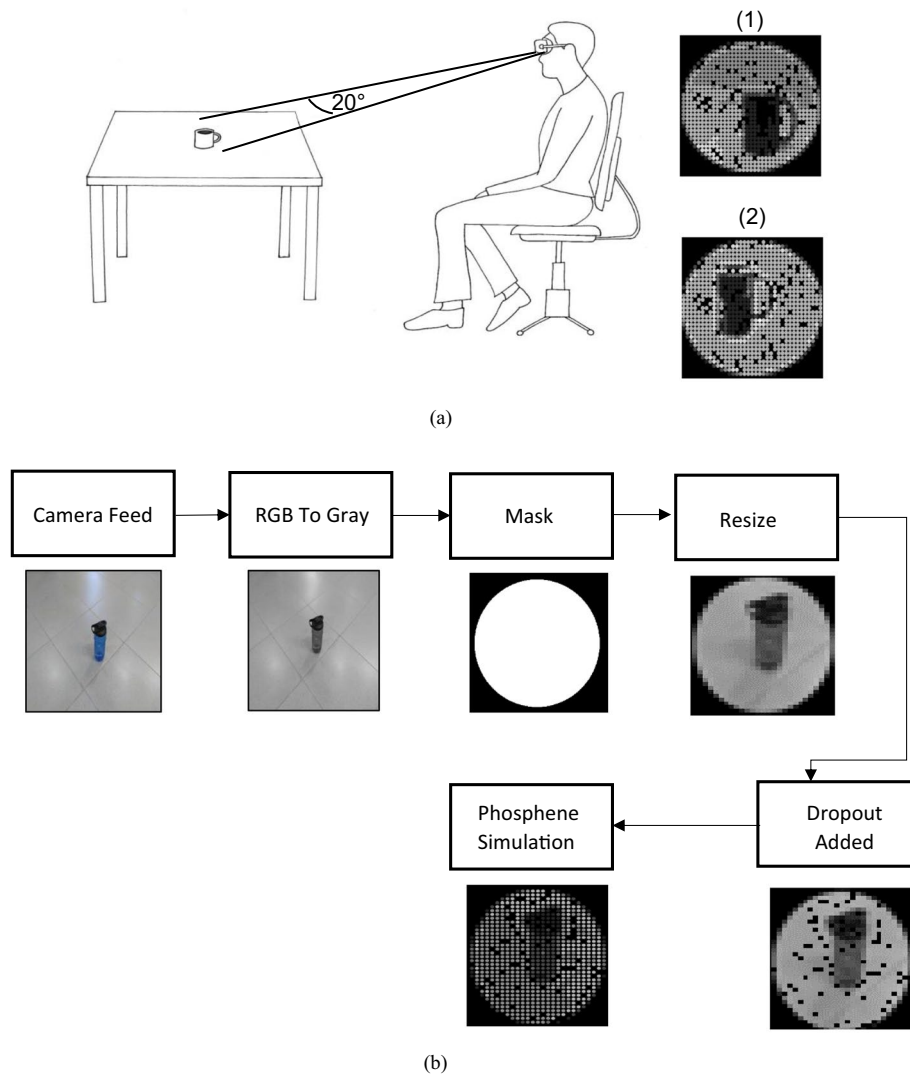 (1)
20°
(2)
(a)
Camera Feed
RGB To Gray
Mask
Resize
Phosphene
Simulation
Dropout
Added
(b)